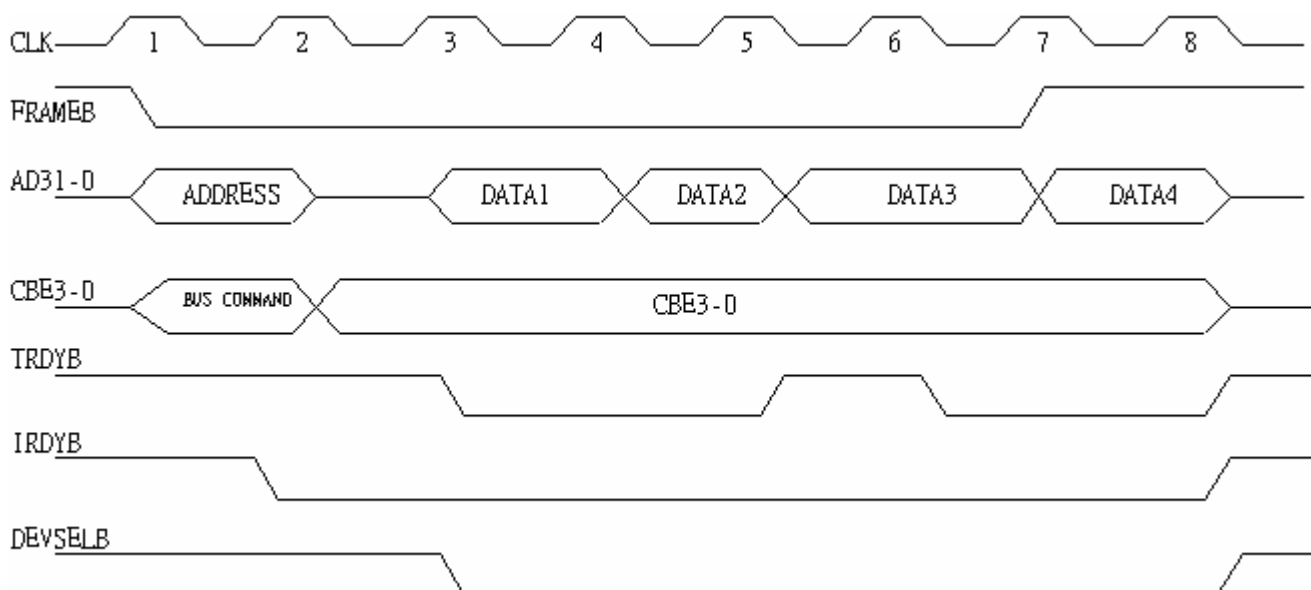 CLK 1 2 3 4 5 6 7 8
FRAMEB
AD31-0 ADDRESS DATA1 DATA2 DATA3 DATA4
CBE3-0 BUS COMMAND CBE3-0
TRDYB
IRDYB
DEVSELB